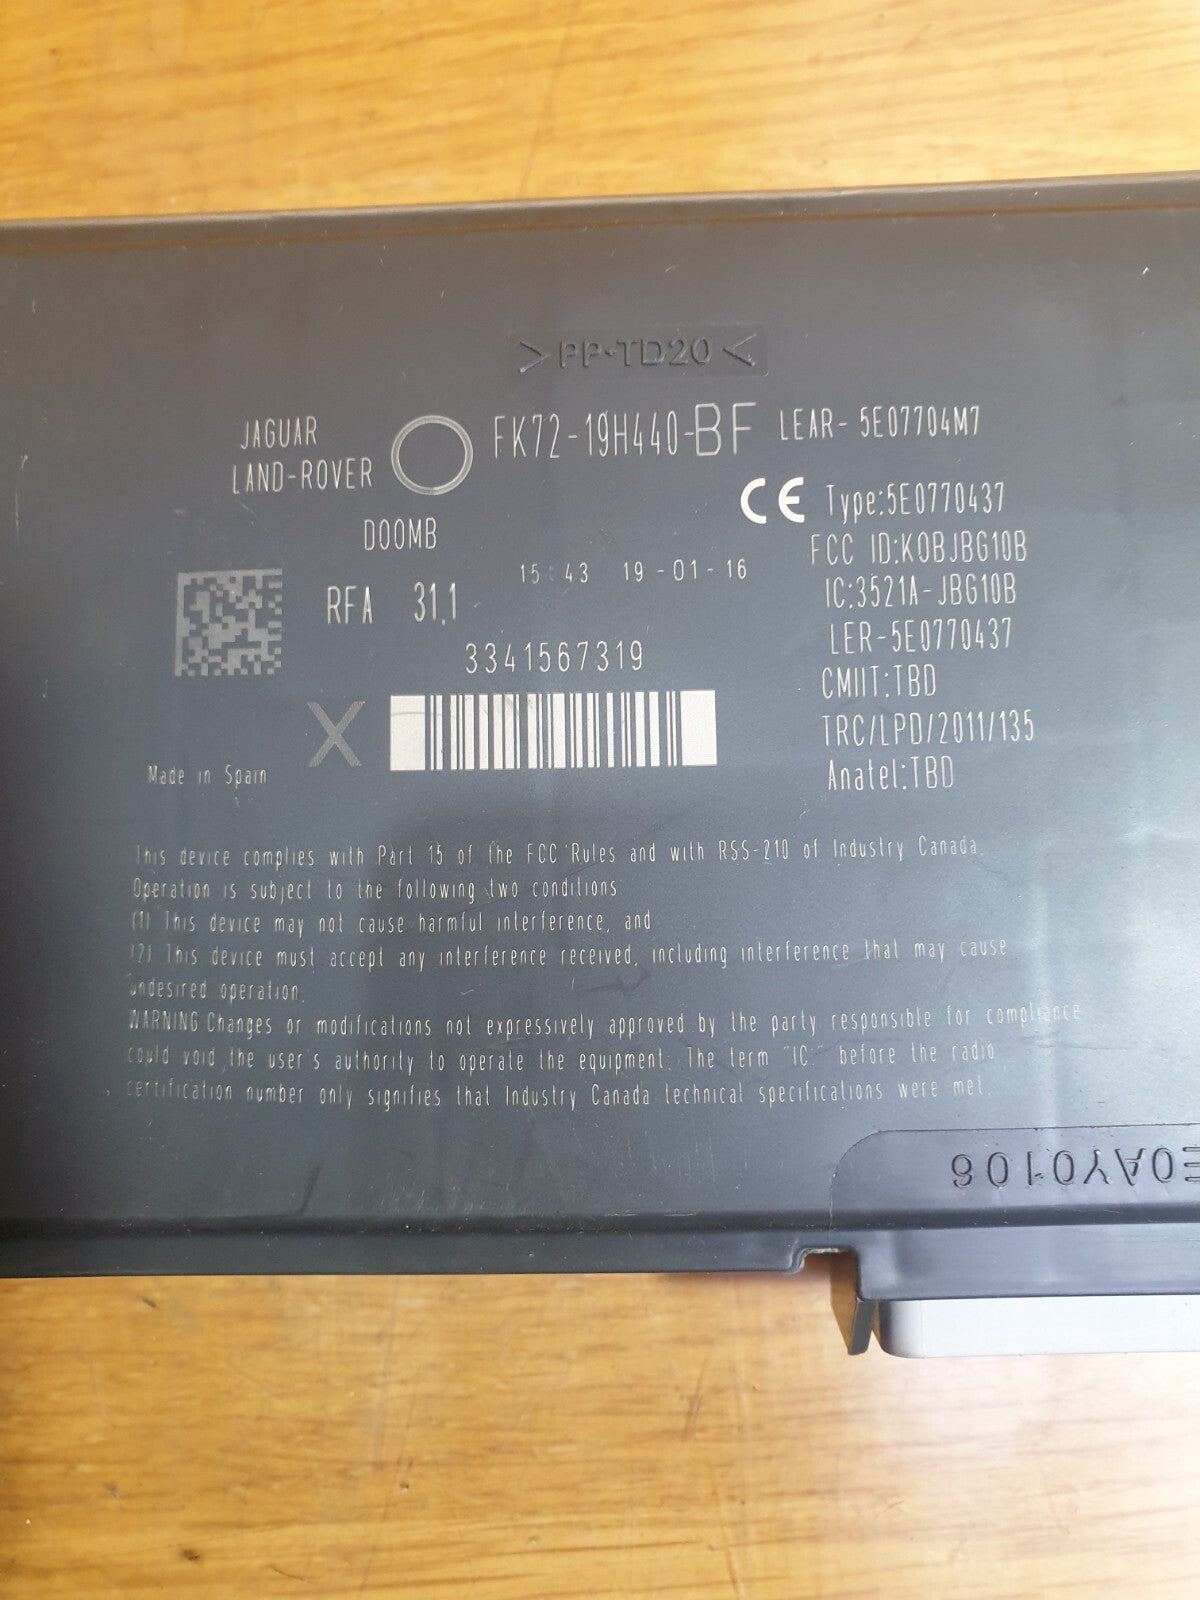 >PP-TD20<
JAGUAR
LAND-ROVER
FK72-19H440-BF
LEAR- 5E07704M7
D00MB
CE Type:5E0770437
FCC ID:KOBJBG10B
IC:3521A-JBG10B
LER-5E0770437
CMIIT:TBD
TRC/LPD/2011/135
Anatel:TBD
15:43 19-01-16
RFA 31.1
3341567319
X
Made in Spain
This device complies with Part 15 of the FCC Rules and with RSS-210 of Industry Canada.
Operation is subject to the following two conditions
(1) This device may not cause harmful interference, and
(2) This device must accept any interference received, including interference that may cause
undesired operation.
WARNING Changes or modifications not expressively approved by the party responsible for compliance
could void the user's authority to operate the equipment. The term "IC:" before the radio
certification number only signifies that Industry Canada technical specifications were met.
E0AY0106